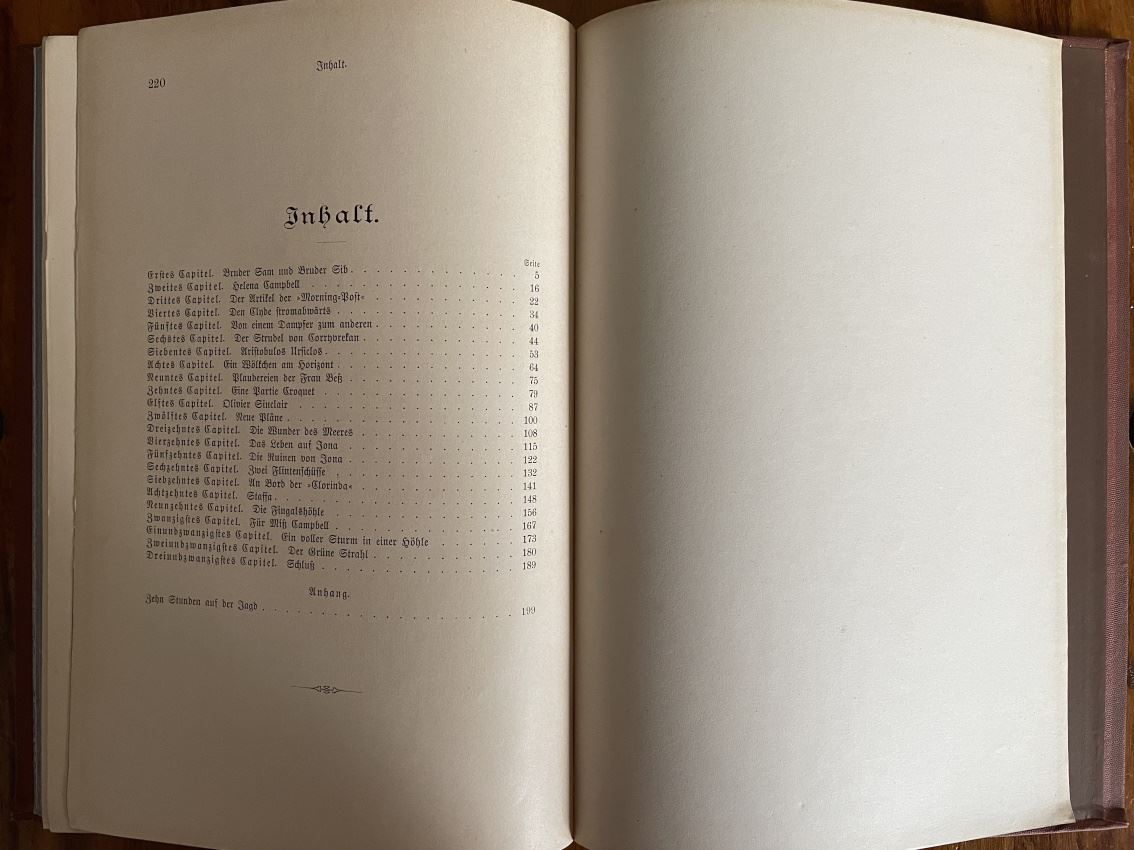 Inhalt.
220
Inhalt.
Seite
Erstes Capitel. Bruder Sam und Bruder Sib . . . . . . . . . . . . 5
Zweites Capitel. Helena Campbell . . . . . . . . . . . . 16
Drittes Capitel. Der Artikel der »Morning-Post« . . . . . . . . . . . . 22
Viertes Capitel. Den Clyde stromabwärts . . . . . . . . . . . . 34
Fünftes Capitel. Von einem Dampfer zum anderen . . . . . . . . . . . . 40
Sechstes Capitel. Der Strudel von Corryvrekan . . . . . . . . . . . . 44
Siebentes Capitel. Aristobulos Ursiclos . . . . . . . . . . . . 53
Achtes Capitel. Ein Wölkchen am Horizont . . . . . . . . . . . . 64
Neuntes Capitel. Plaudereien der Frau Beß . . . . . . . . . . . . 75
Zehntes Capitel. Eine Partie Croquet . . . . . . . . . . . . 79
Elftes Capitel. Olivier Sinclair . . . . . . . . . . . . 87
Zwölftes Capitel. Neue Pläne . . . . . . . . . . . . 100
Dreizehntes Capitel. Die Wunder des Meeres . . . . . . . . . . . . 108
Vierzehntes Capitel. Das Leben auf Jona . . . . . . . . . . . . 115
Fünfzehntes Capitel. Die Ruinen von Jona . . . . . . . . . . . . 122
Sechzehntes Capitel. Zwei Flintenschüsse . . . . . . . . . . . . 132
Siebzehntes Capitel. An Bord der »Clorinda« . . . . . . . . . . . . 141
Achtzehntes Capitel. Staffa . . . . . . . . . . . . 148
Neunzehntes Capitel. Die Fingalshöhle . . . . . . . . . . . . 156
Zwanzigstes Capitel. Für Miß Campbell . . . . . . . . . . . . 167
Einundzwanzigstes Capitel. Ein voller Sturm in einer Höhle . . . . . . 173
Zweiundzwanzigstes Capitel. Der Grüne Strahl . . . . . . . . . . 180
Dreiundzwanzigstes Capitel. Schluß . . . . . . . . . . . . 189
Anhang.
Zehn Stunden auf der Jagd . . . . . . . . . . . . 199